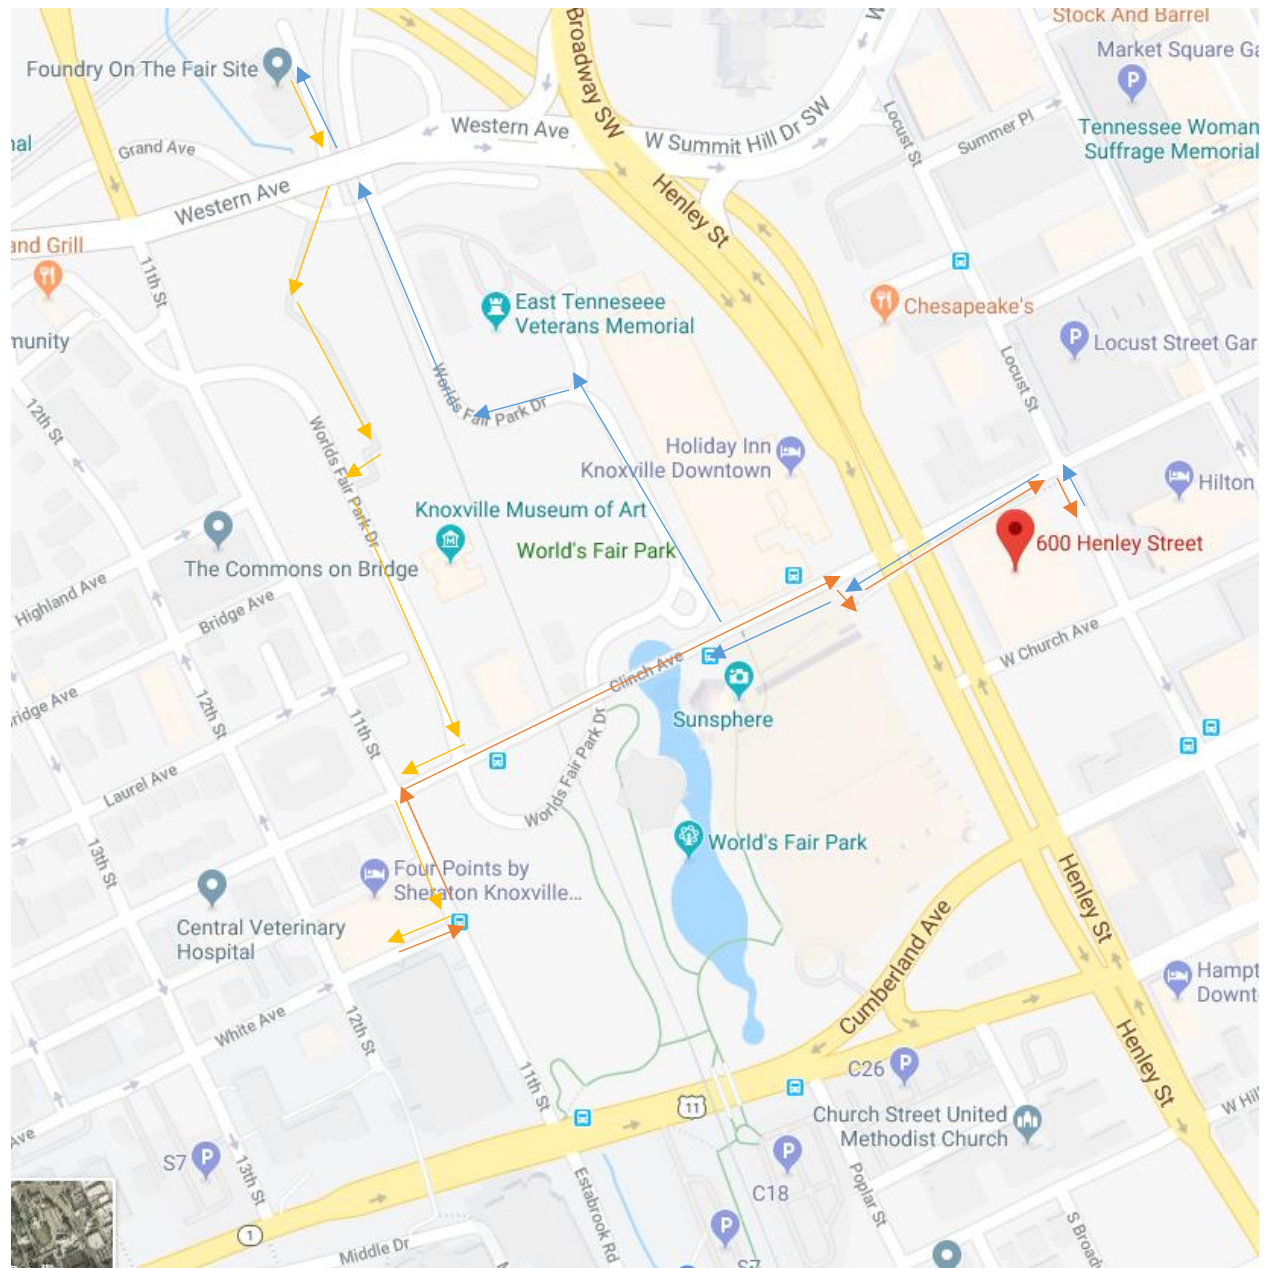 Stock And Barrel
Market Square Ga
Foundry On The Fair Site
Broadway SW
Western Ave
W Summit Hill Dr SW
Locust St
Summer Pl
Tennessee Woman
Suffrage Memorial
nal
Grand Ave
Western Ave
Henley St
and Grill
11th St
East Tenneseee
Veterans Memorial
Chesapeake's
munity
Locust Street Gar
Locust St
12th St
Worlds Fair Park Dr
Worlds Fair Park Dr
Holiday Inn
Knoxville Downtown
Hilton
Knoxville Museum of Art
World's Fair Park
600 Henley Street
The Commons on Bridge
Highland Ave
Bridge Ave
W Church Ave
Clinch Ave
ridge Ave
12th St
11th St
Sunsphere
Laurel Ave
Worlds Fair Park Dr
13th St
World's Fair Park
Four Points by
Sheraton Knoxville...
Henley St
Central Veterinary
Hospital
Cumberland Ave
Hampt
Downt
White Ave
12th St
11th St
C26
Henley St
11
W Hil
Church Street United
Methodist Church
Ave
S7
13th St
C18
Poplar St
Estabrook Rd
1
Middle Dr
S Broad
S7